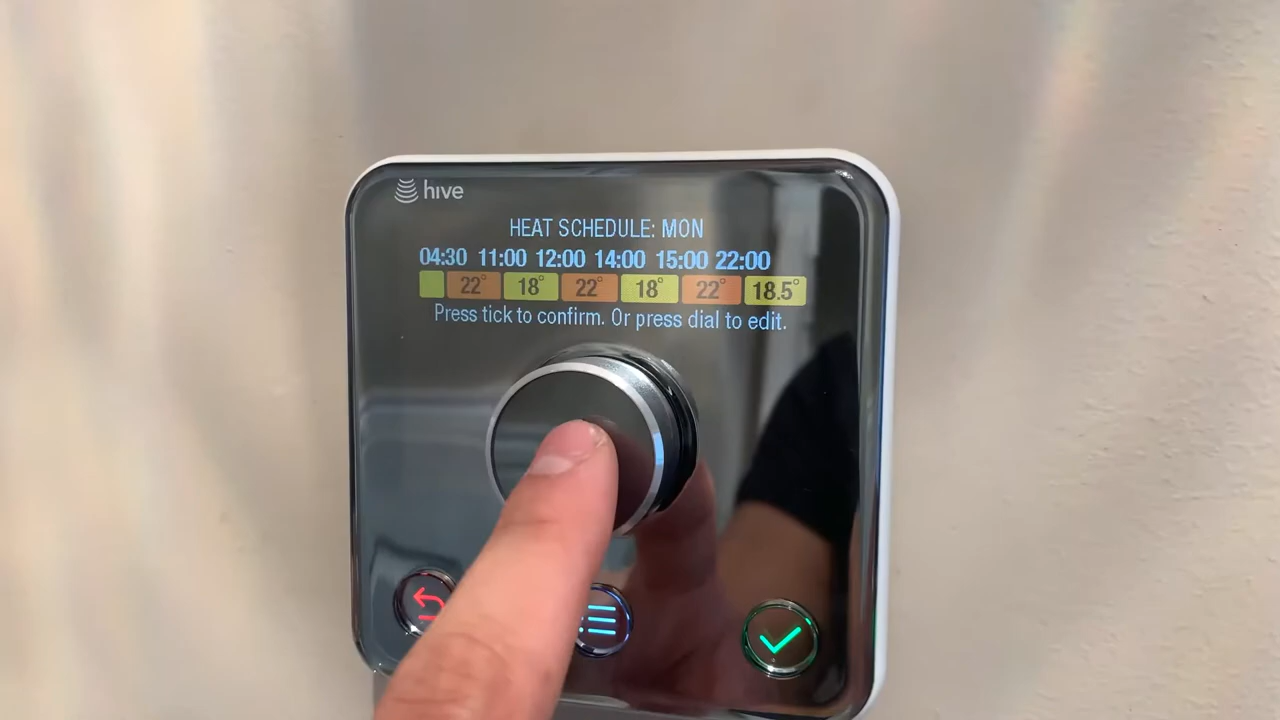 hive
HEAT SCHEDULE: MON
04:30 11:00 12:00 14:00 15:00 22:00
22° 18° 22° 18° 22° 18.5°
Press tick to confirm. Or press dial to edit.